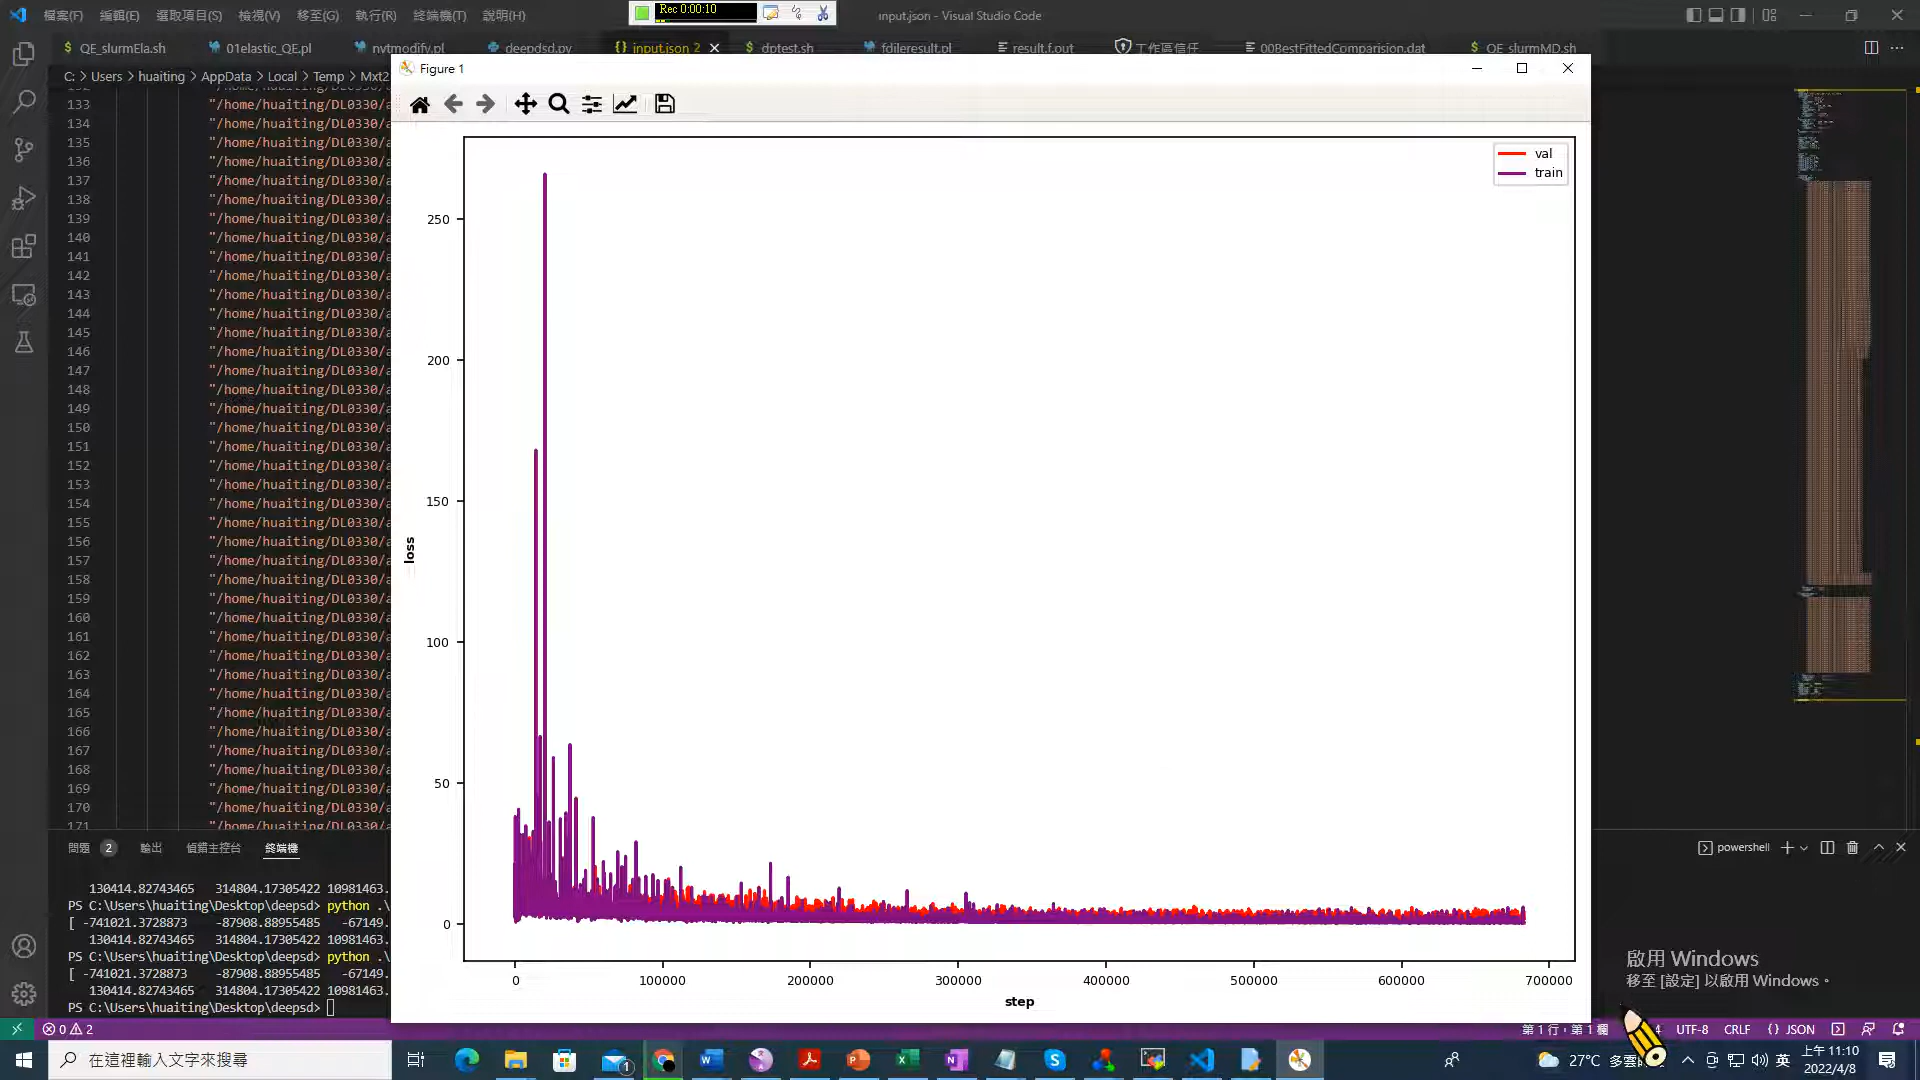 檔案(F) 編輯(E) 選取項目(S) 檢視(V) 移至(G) 執行(R) 終端機(T) 說明(H)
Rec 0:00:10
input.json - Visual Studio Code
QE_slurmEla.sh 01elastic_QE.pl nvtmodify.pl deepdsd.py input.json 2 dptest.sh fdileresult.pl result.f.out 工作區信任 00BestFittedComparision.dat QE_slurmMD.sh
C: > Users > huaiting > AppData > Local > Temp > Mxt2
Figure 1
133 "/home/huaiting/DL0330/a
134 "/home/huaiting/DL0330/a
135 "/home/huaiting/DL0330/a
136 "/home/huaiting/DL0330/a
137 "/home/huaiting/DL0330/a
138 "/home/huaiting/DL0330/a
139 "/home/huaiting/DL0330/a
140 "/home/huaiting/DL0330/a
141 "/home/huaiting/DL0330/a
142 "/home/huaiting/DL0330/a
143 "/home/huaiting/DL0330/a
144 "/home/huaiting/DL0330/a
145 "/home/huaiting/DL0330/a
146 "/home/huaiting/DL0330/a
147 "/home/huaiting/DL0330/a
148 "/home/huaiting/DL0330/a
149 "/home/huaiting/DL0330/a
150 "/home/huaiting/DL0330/a
151 "/home/huaiting/DL0330/a
152 "/home/huaiting/DL0330/a
153 "/home/huaiting/DL0330/a
154 "/home/huaiting/DL0330/a
155 "/home/huaiting/DL0330/a
156 "/home/huaiting/DL0330/a
157 "/home/huaiting/DL0330/a
158 "/home/huaiting/DL0330/a
159 "/home/huaiting/DL0330/a
160 "/home/huaiting/DL0330/a
161 "/home/huaiting/DL0330/a
162 "/home/huaiting/DL0330/a
163 "/home/huaiting/DL0330/a
164 "/home/huaiting/DL0330/a
165 "/home/huaiting/DL0330/a
166 "/home/huaiting/DL0330/a
167 "/home/huaiting/DL0330/a
168 "/home/huaiting/DL0330/a
169 "/home/huaiting/DL0330/a
170 "/home/huaiting/DL0330/a
171 "/home/huaiting/DL0330/a
val
train
250
200
150
100
50
0
loss
0 100000 200000 300000 400000 500000 600000 700000
step
問題 2 輸出 偵錯主控台 終端機
powershell
130414.82743465 314804.17305422 10981463.
PS C:\Users\huaiting\Desktop\deepsd> python .\
[ -741021.3728873 -87908.88955485 -67149.
130414.82743465 314804.17305422 10981463.
PS C:\Users\huaiting\Desktop\deepsd> python .\
[ -741021.3728873 -87908.88955485 -67149.
130414.82743465 314804.17305422 10981463.
PS C:\Users\huaiting\Desktop\deepsd>
啟用 Windows
移至 [設定] 以啟用 Windows。
0 2
第 1 行，第 1 欄 4 UTF-8 CRLF {} JSON
在這裡輸入文字來搜尋
1
27°C 多雲
英
上午 11:10
2022/4/8